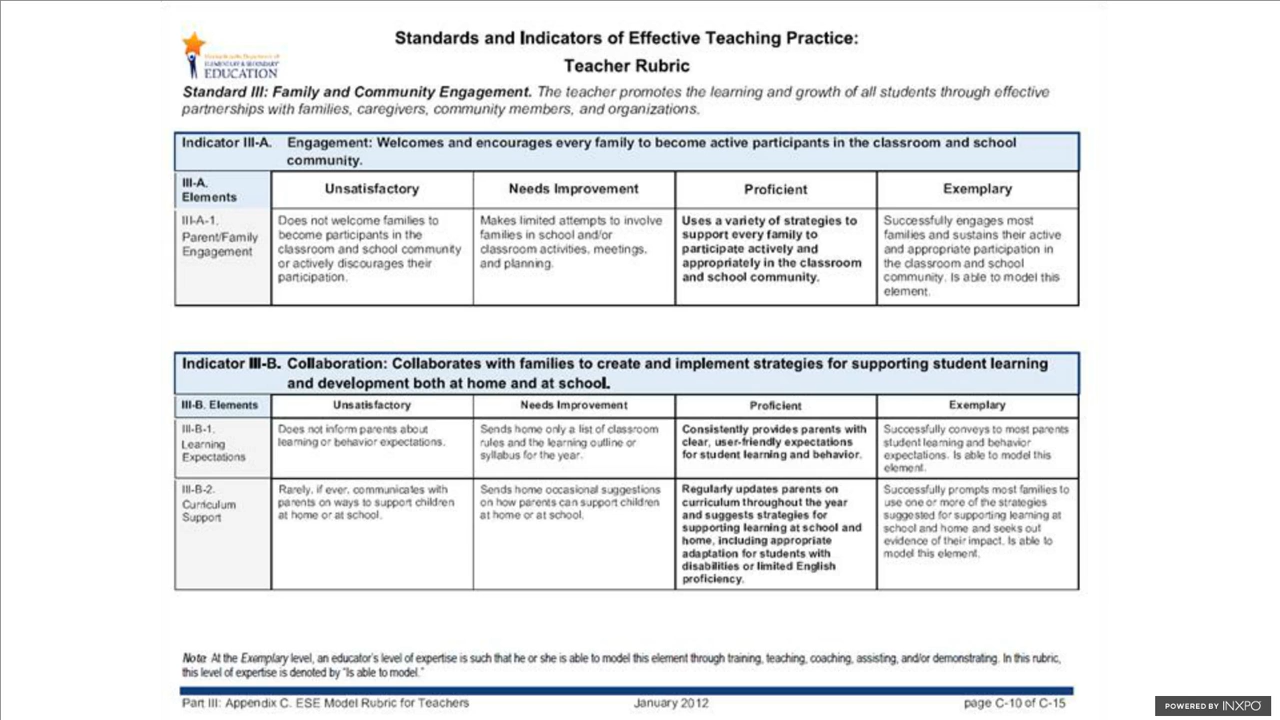 Standards and Indicators of Effective Teaching Practice:
Teacher Rubric
ELEMENTARY & SECONDARY
EDUCATION
Standard III: Family and Community Engagement. The teacher promotes the learning and growth of all students through effective
partnerships with families, caregivers, community members, and organizations.
Indicator III-A. Engagement: Welcomes and encourages every family to become active participants in the classroom and school
community.
III-A.
Elements
Unsatisfactory
Needs Improvement
Proficient
Exemplary
III-A-1.
Parent/Family
Engagement
Does not welcome families to
become participants in the
classroom and school community
or actively discourages their
participation.
Makes limited attempts to involve
families in school and/or
classroom activities, meetings,
and planning.
Uses a variety of strategies to
support every family to
participate actively and
appropriately in the classroom
and school community.
Successfully engages most
families and sustains their active
and appropriate participation in
the classroom and school
community. Is able to model this
element.
Indicator III-B. Collaboration: Collaborates with families to create and implement strategies for supporting student learning
and development both at home and at school.
III-B. Elements
Unsatisfactory
Needs Improvement
Proficient
Exemplary
III-B-1.
Learning
Expectations
Does not inform parents about
learning or behavior expectations.
Sends home only a list of classroom
rules and the learning outline or
syllabus for the year.
Consistently provides parents with
clear, user-friendly expectations
for student learning and behavior.
Successfully conveys to most parents
student learning and behavior
expectations. Is able to model this
element.
III-B-2.
Curriculum
Support
Rarely, if ever, communicates with
parents on ways to support children
at home or at school.
Sends home occasional suggestions
on how parents can support children
at home or at school.
Regularly updates parents on
curriculum throughout the year
and suggests strategies for
supporting learning at school and
home, including appropriate
adaptation for students with
disabilities or limited English
proficiency.
Successfully prompts most families to
use one or more of the strategies
suggested for supporting learning at
school and home and seeks out
evidence of their impact. Is able to
model this element.
Note: At the Exemplary level, an educator's level of expertise is such that he or she is able to model this element through training, teaching, coaching, assisting, and/or demonstrating. In this rubric,
this level of expertise is denoted by "Is able to model."
Part III: Appendix C. ESE Model Rubric for Teachers
January 2012
page C-10 of C-15
POWERED BY INXPO